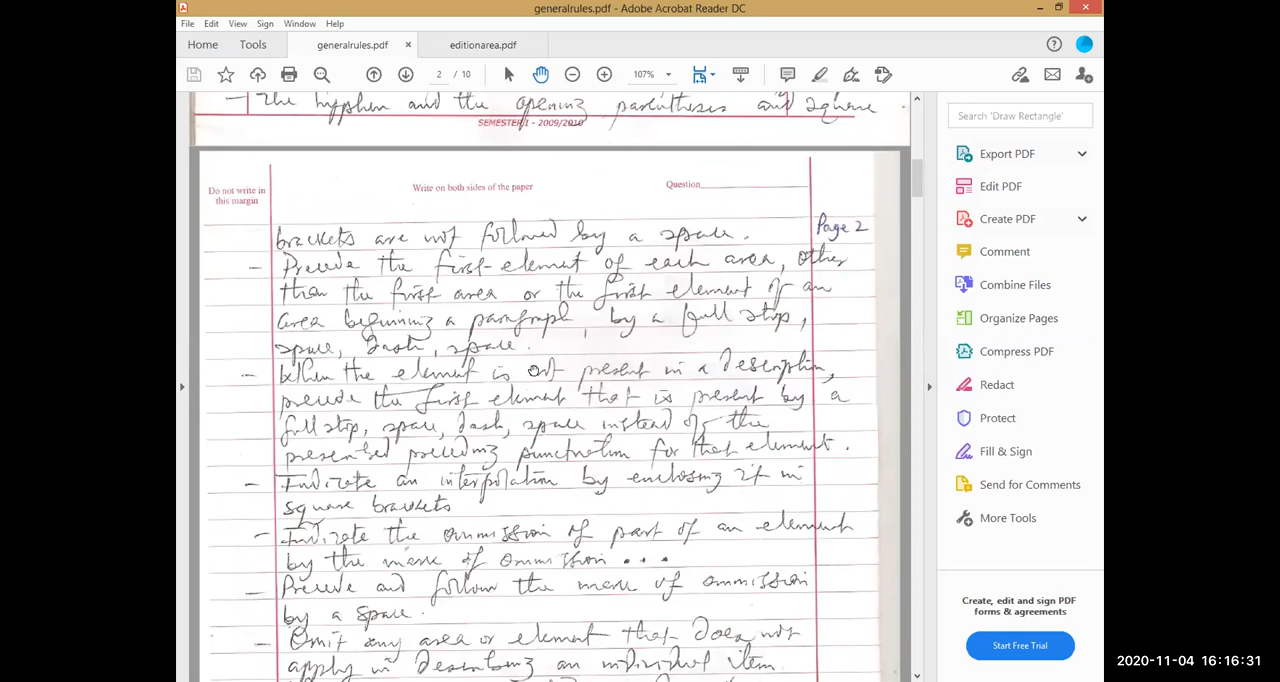 generalrules.pdf - Adobe Acrobat Reader DC
File Edit View Sign Window Help
Home Tools generalrules.pdf × editionarea.pdf
2 / 10 107%
- The hyphen and the opening parentheses and square
SEMESTER I - 2009/2010
Do not write in
this margin
Write on both sides of the paper
Question
Page 2
brackets are not followed by a space.
- Precede the first element of each area, other
than the first area or the first element of an
area beginning a paragraph, by a full stop,
space, dash, space.
- When the element is not present in a description,
precede the first element that is present by a
full stop, space, dash, space instead of the
presented preceding punctuation for that element.
- Indicate an interpolation by enclosing it in
square brackets
- Indicate the ommission of part of an element
by the mark of ommission . . .
- Precede and follow the mark of ommission
by a space.
- Omit any area or element that does not
apply in describing an individual item.
Search 'Draw Rectangle'
Export PDF
Edit PDF
Create PDF
Comment
Combine Files
Organize Pages
Compress PDF
Redact
Protect
Fill & Sign
Send for Comments
More Tools
Create, edit and sign PDF
forms & agreements
Start Free Trial
2020-11-04 16:16:31